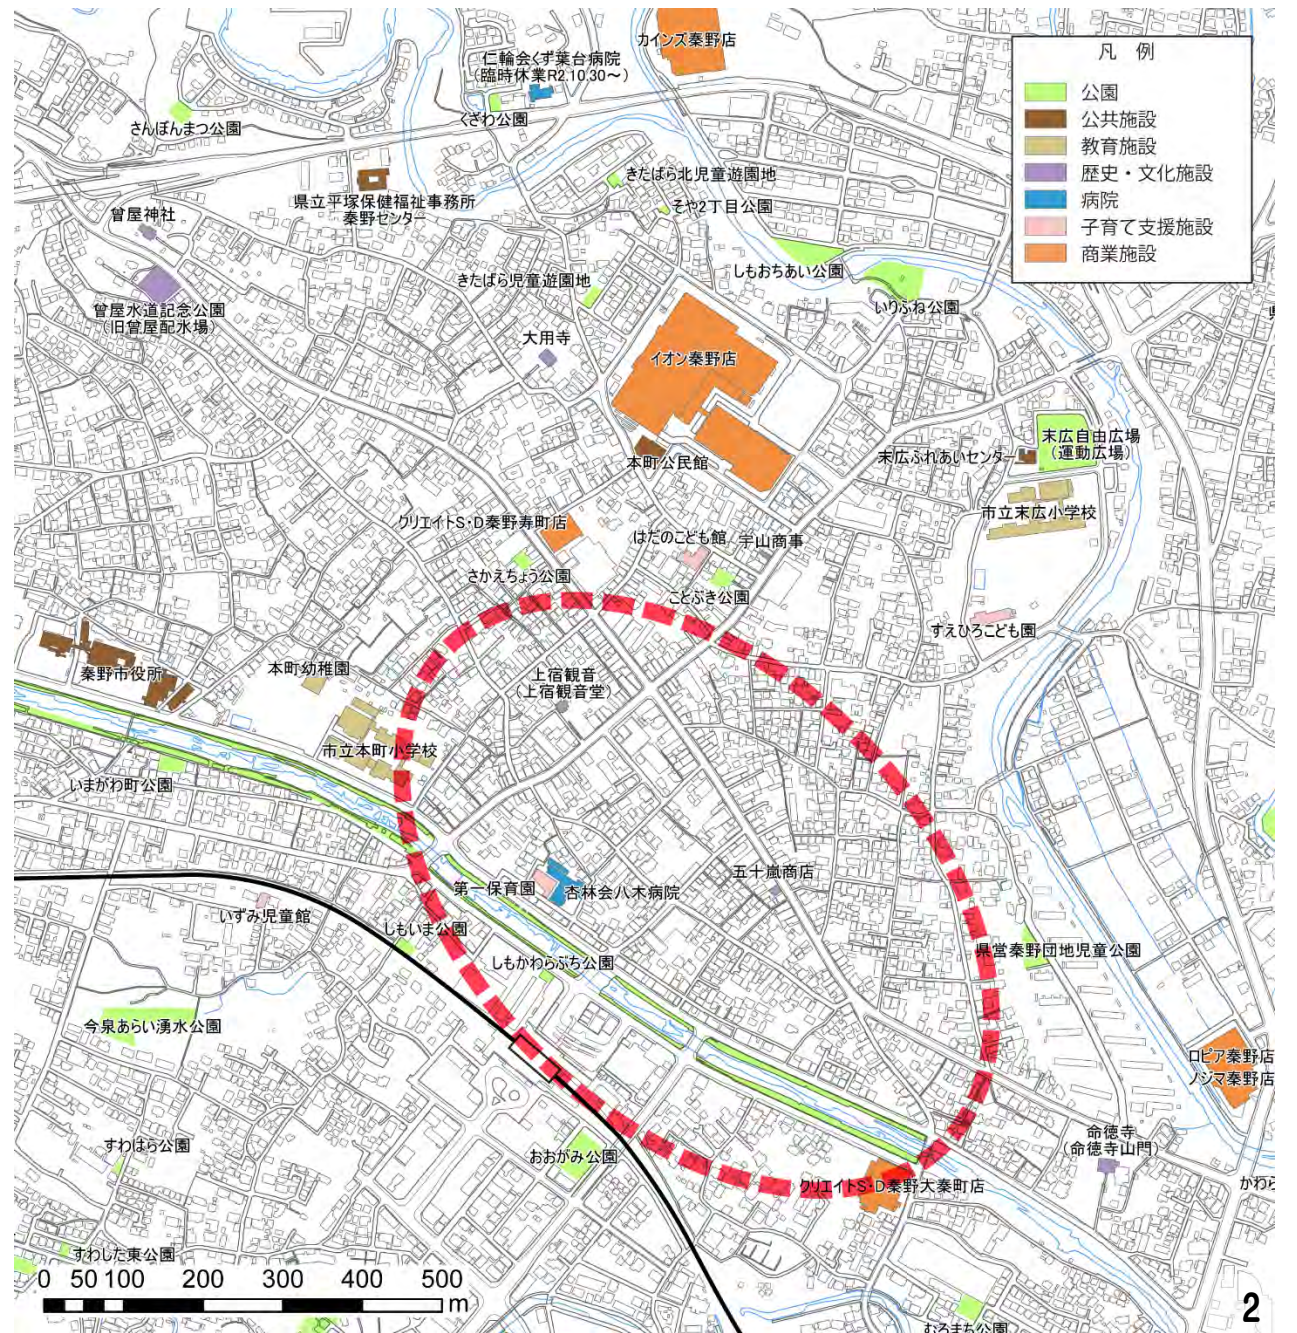 カインズ秦野店
仁輪会くず葉台病院
(臨時休業R2.10.30～)
くざわ公園
さんぼんまつ公園
凡 例
公園
公共施設
教育施設
歴史・文化施設
病院
子育て支援施設
商業施設
県立平塚保健福祉事務所
秦野センター
きたばら北児童遊園地
そや2丁目公園
曾屋神社
曾屋水道記念公園
(旧曾屋配水場)
きたばら児童遊園地
しもおちあい公園
いりふね公園
大用寺
イオン秦野店
本町公民館
末広自由広場
(運動広場)
末広ふれあいセンター
市立末広小学校
クリエイトS・D秦野寿町店
はだのこども館
宇山商事
さかえちょう公園
ことぶき公園
すえひろこども園
秦野市役所
本町幼稚園
上宿観音
(上宿観音堂)
市立本町小学校
いまがわ町公園
第一保育園
杏林会八木病院
五十嵐商店
いずみ児童館
しもいま公園
しもかわらぶち公園
県営秦野団地児童公園
今泉あらい湧水公園
ロピア秦野店
ノジマ秦野店
すわはら公園
おおがみ公園
命徳寺
(命徳寺山門)
クリエイトS・D秦野大秦町店
かわら
すわした東公園
むろまち公園
0 50 100 200 300 400 500
m
2